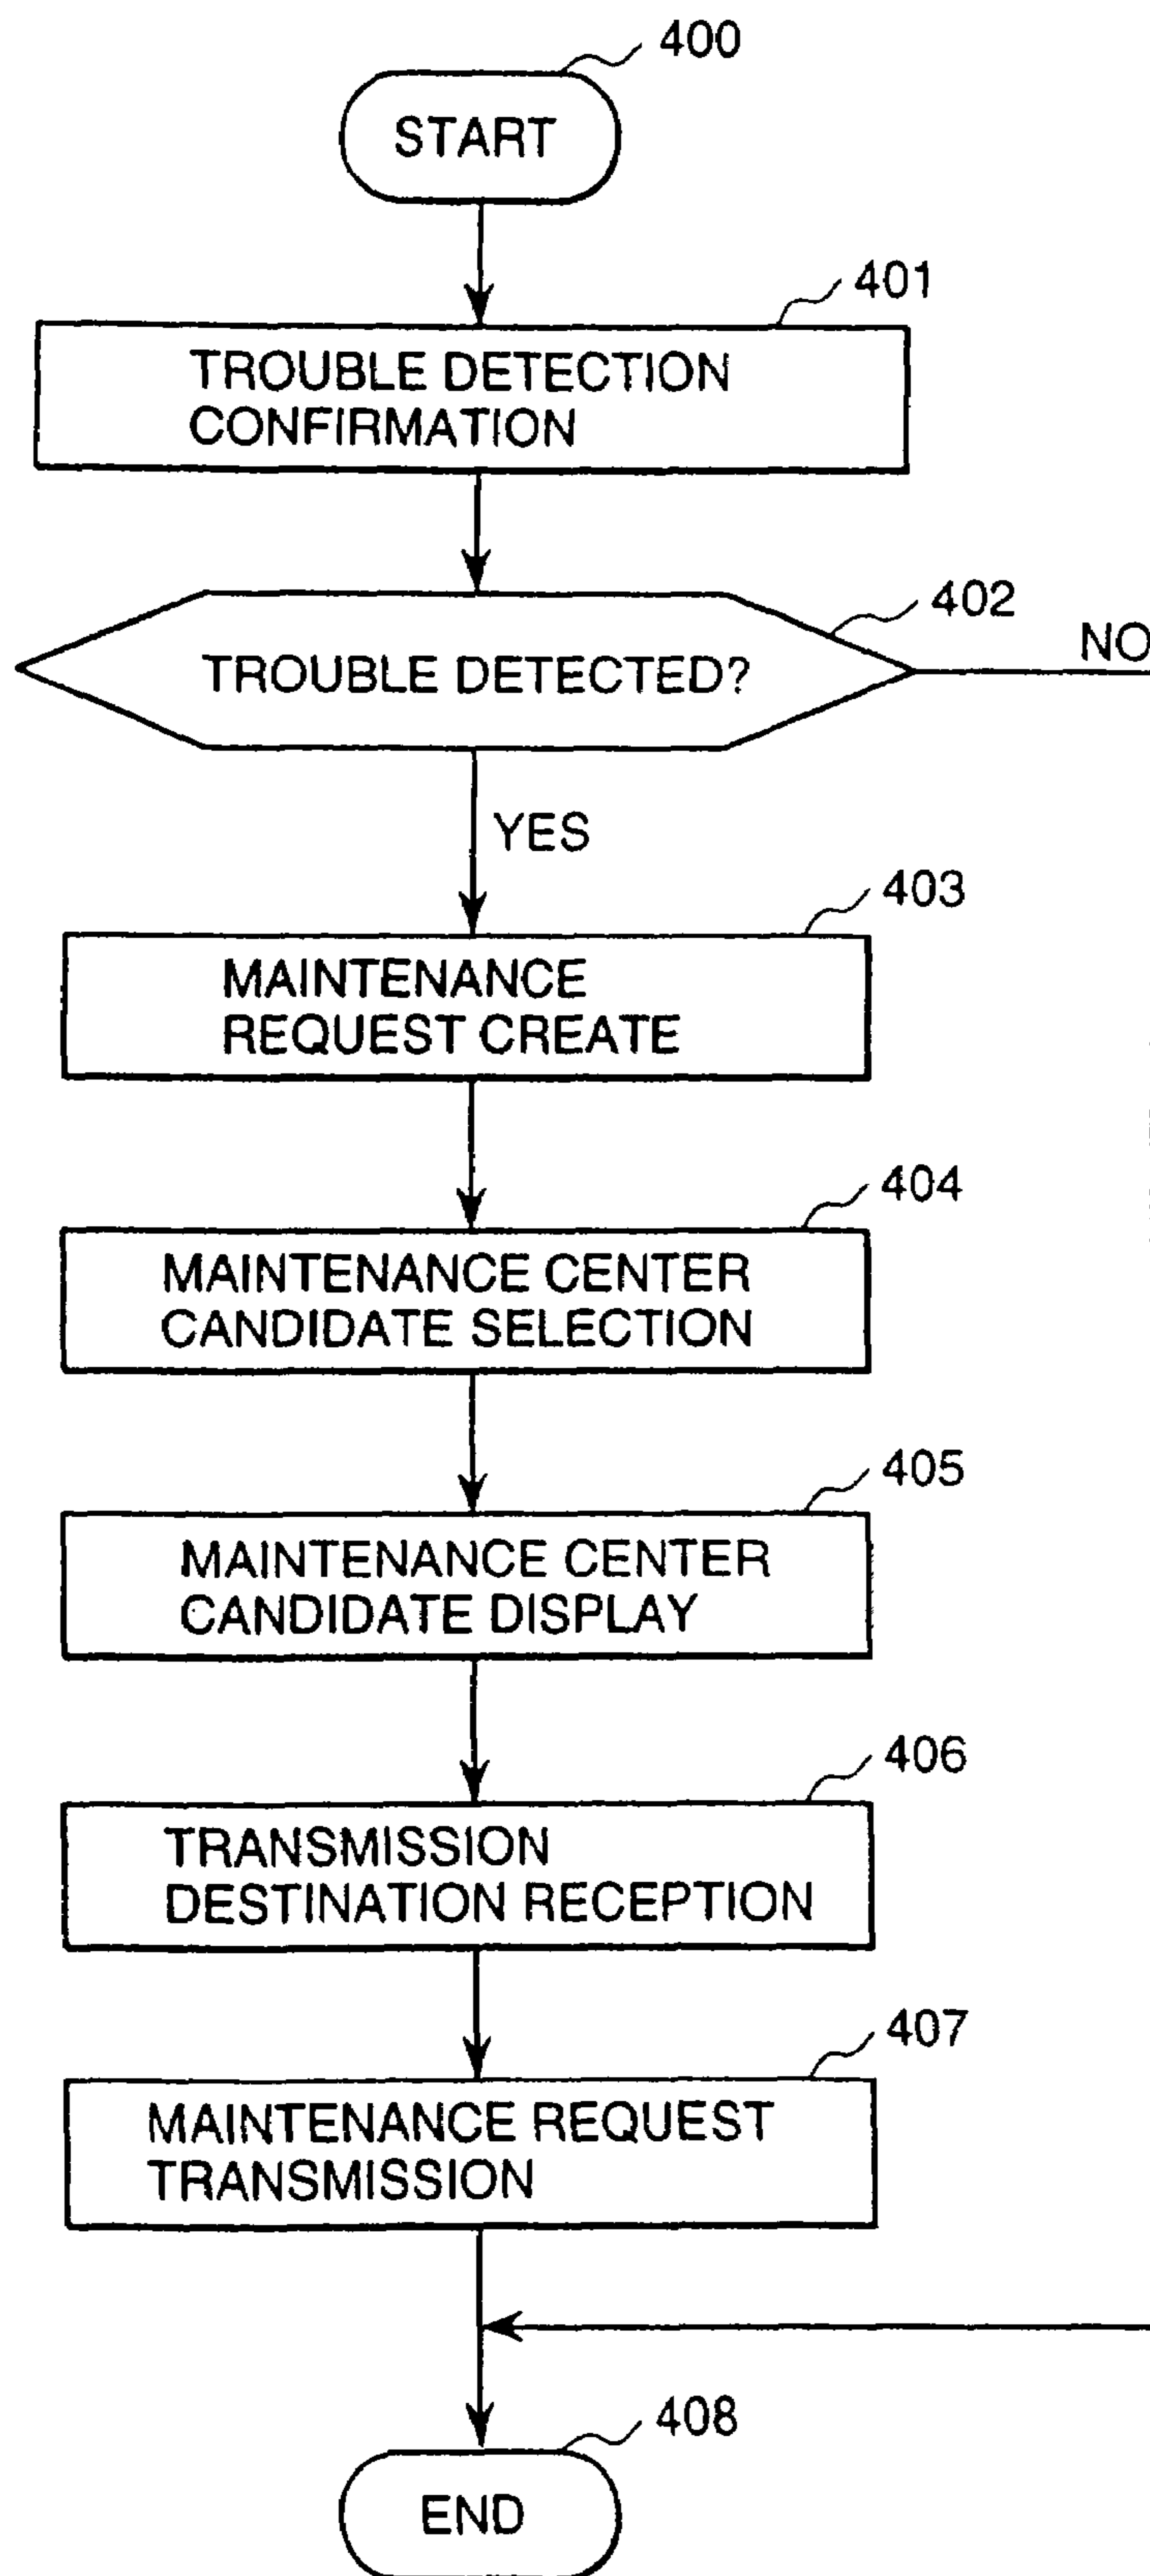 400
START
401
TROUBLE DETECTION
CONFIRMATION
402
TROUBLE DETECTED?
NO
YES
403
MAINTENANCE
REQUEST CREATE
404
MAINTENANCE CENTER
CANDIDATE SELECTION
405
MAINTENANCE CENTER
CANDIDATE DISPLAY
406
TRANSMISSION
DESTINATION RECEPTION
407
MAINTENANCE REQUEST
TRANSMISSION
408
END